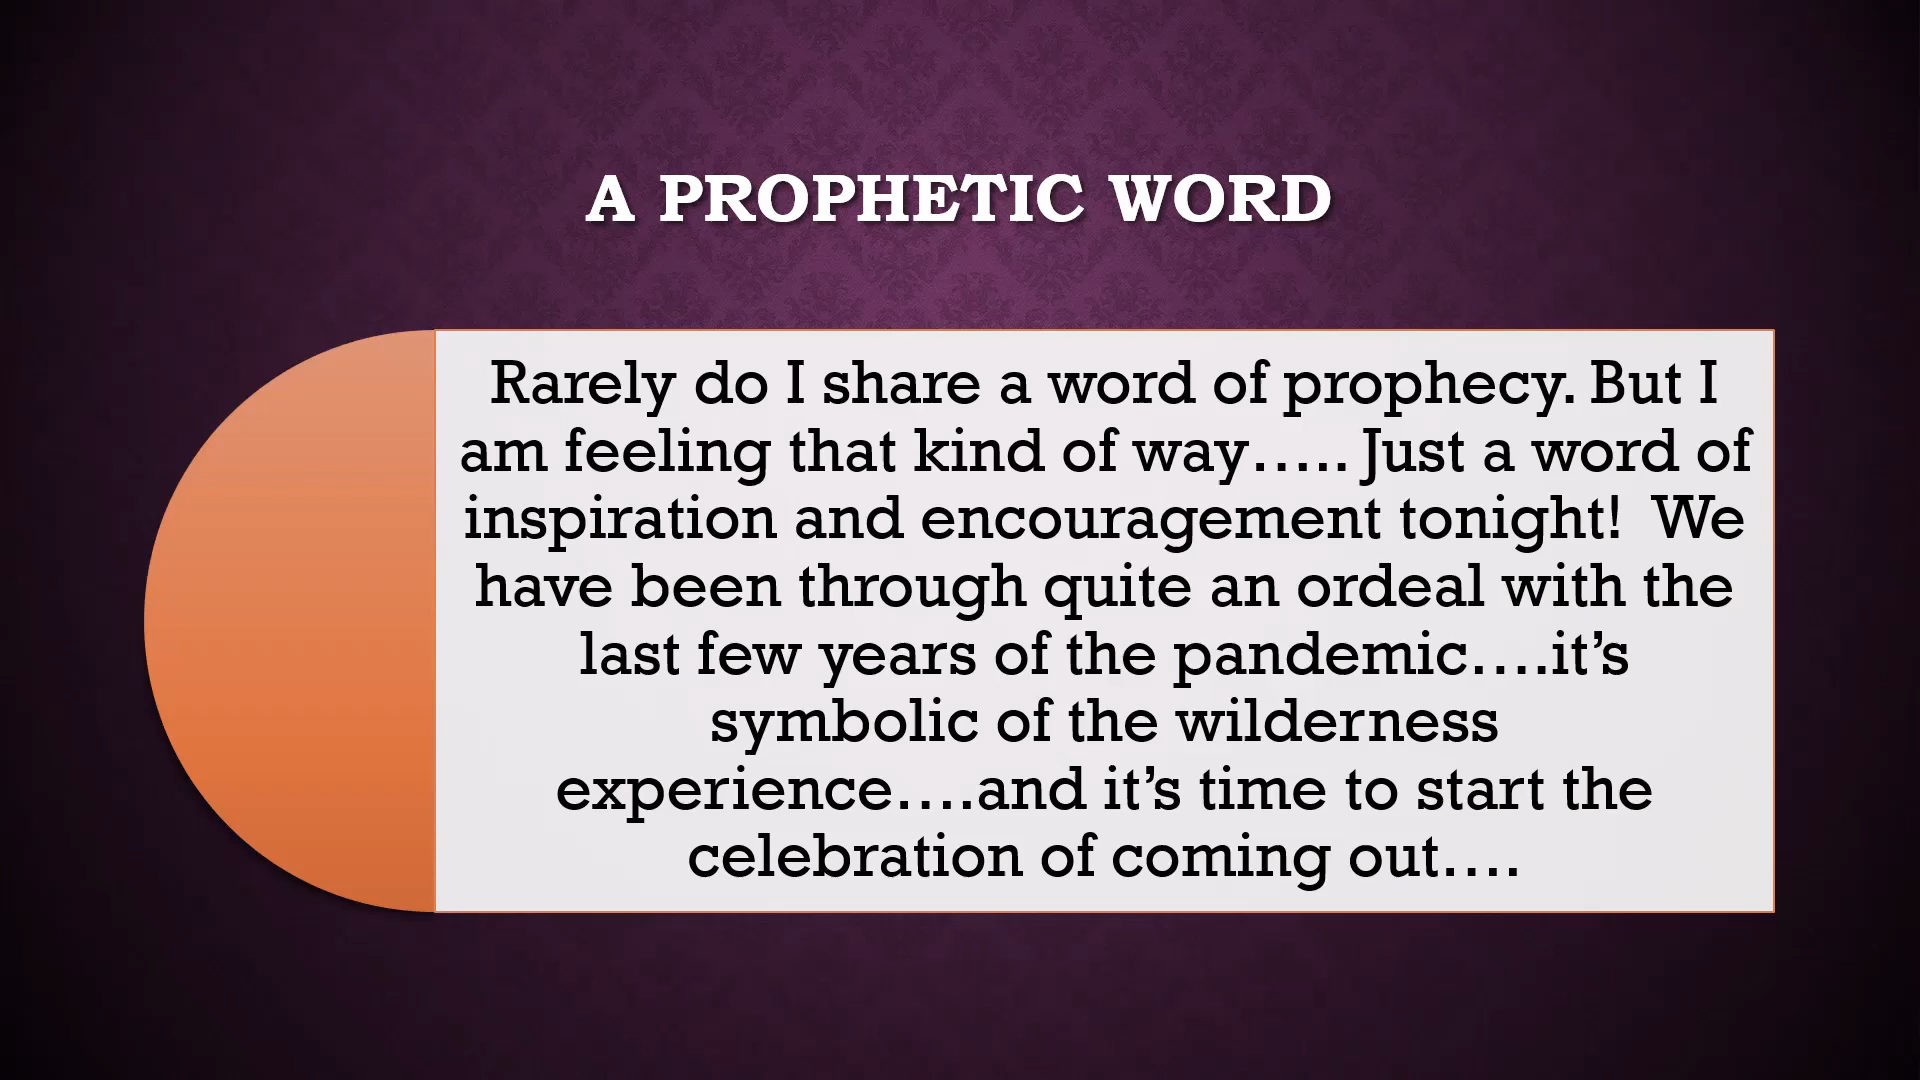 A PROPHETIC WORD
Rarely do I share a word of prophecy. But I
am feeling that kind of way….. Just a word of
inspiration and encouragement tonight!  We
have been through quite an ordeal with the
last few years of the pandemic….it’s
symbolic of the wilderness
experience….and it’s time to start the
celebration of coming out….